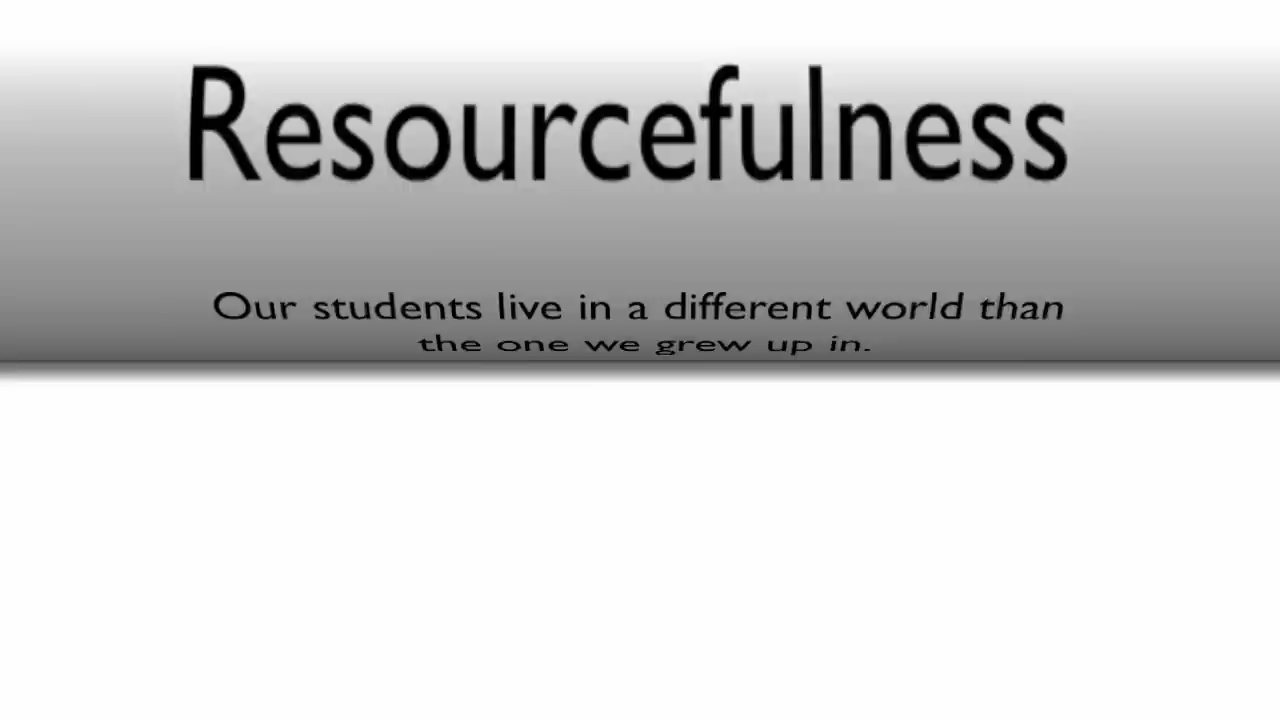 Resourcefulness
Our students live in a different world than
the one we grew up in.